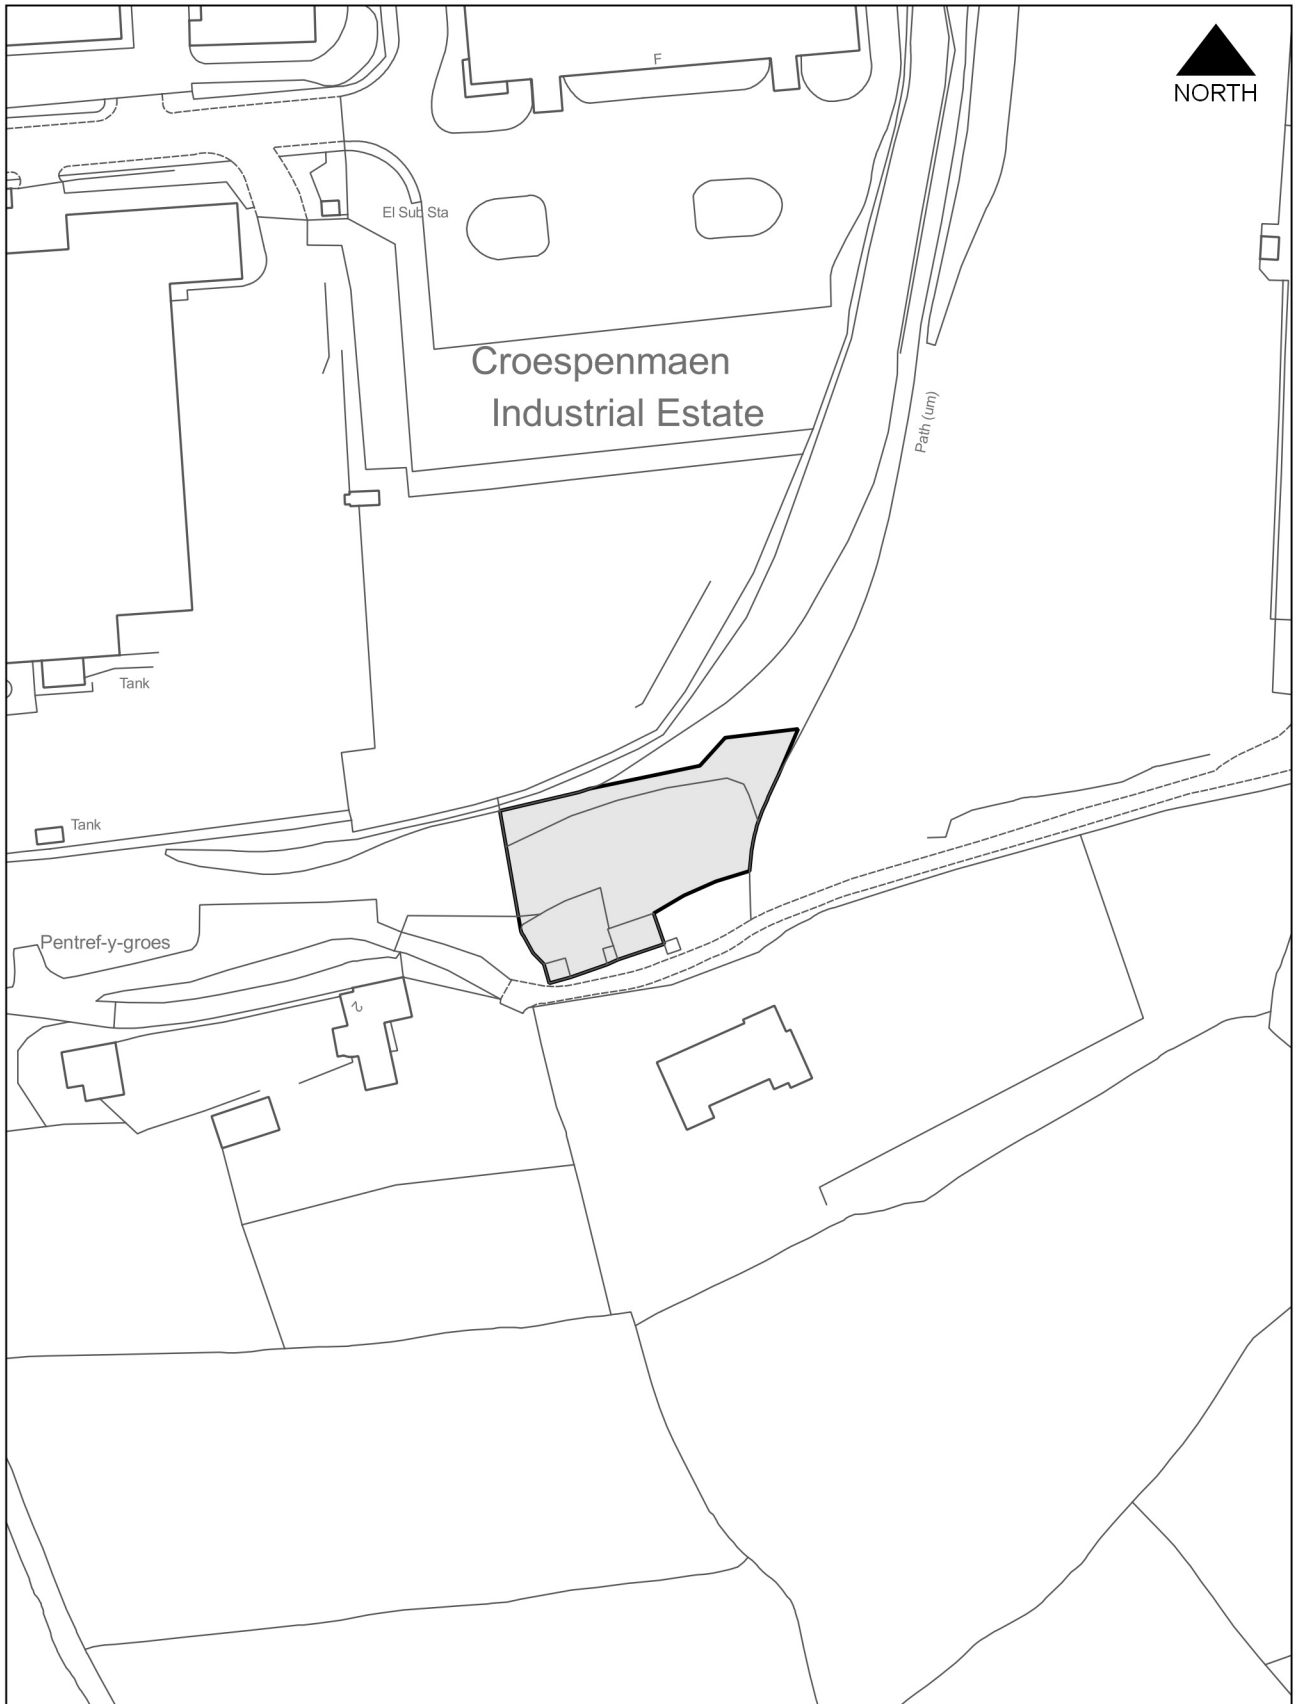 NORTH
F
El Sub Sta
Croespenmaen
Industrial Estate
Path (um)
Tank
Tank
Pentref-y-groes
2